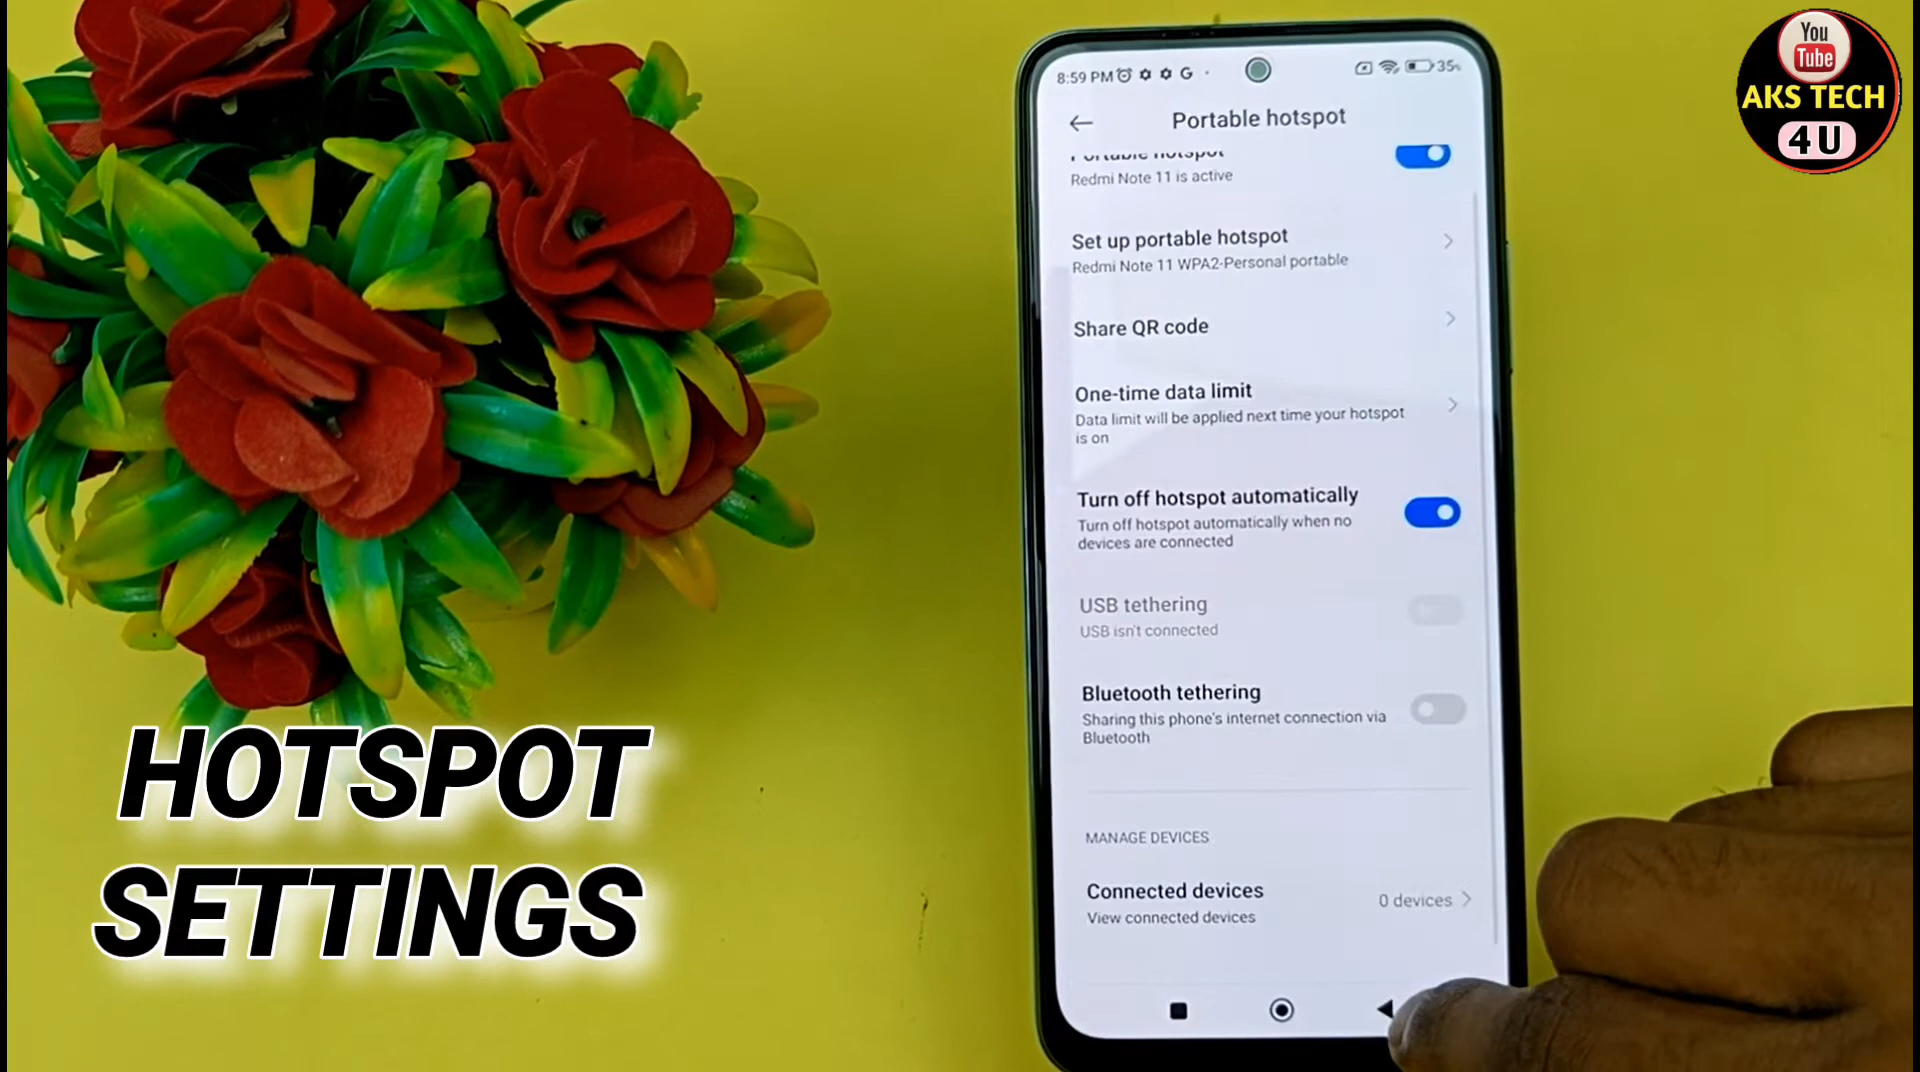 You
Tube
AKS TECH
4 U
8:59 PM
G
35%
Portable hotspot
Portable hotspot
Redmi Note 11 is active
Set up portable hotspot
Redmi Note 11 WPA2-Personal portable
Share QR code
One-time data limit
Data limit will be applied next time your hotspot
is on
Turn off hotspot automatically
Turn off hotspot automatically when no
devices are connected
USB tethering
USB isn't connected
Bluetooth tethering
Sharing this phone's internet connection via
Bluetooth
MANAGE DEVICES
Connected devices
0 devices
View connected devices
HOTSPOT
SETTINGS